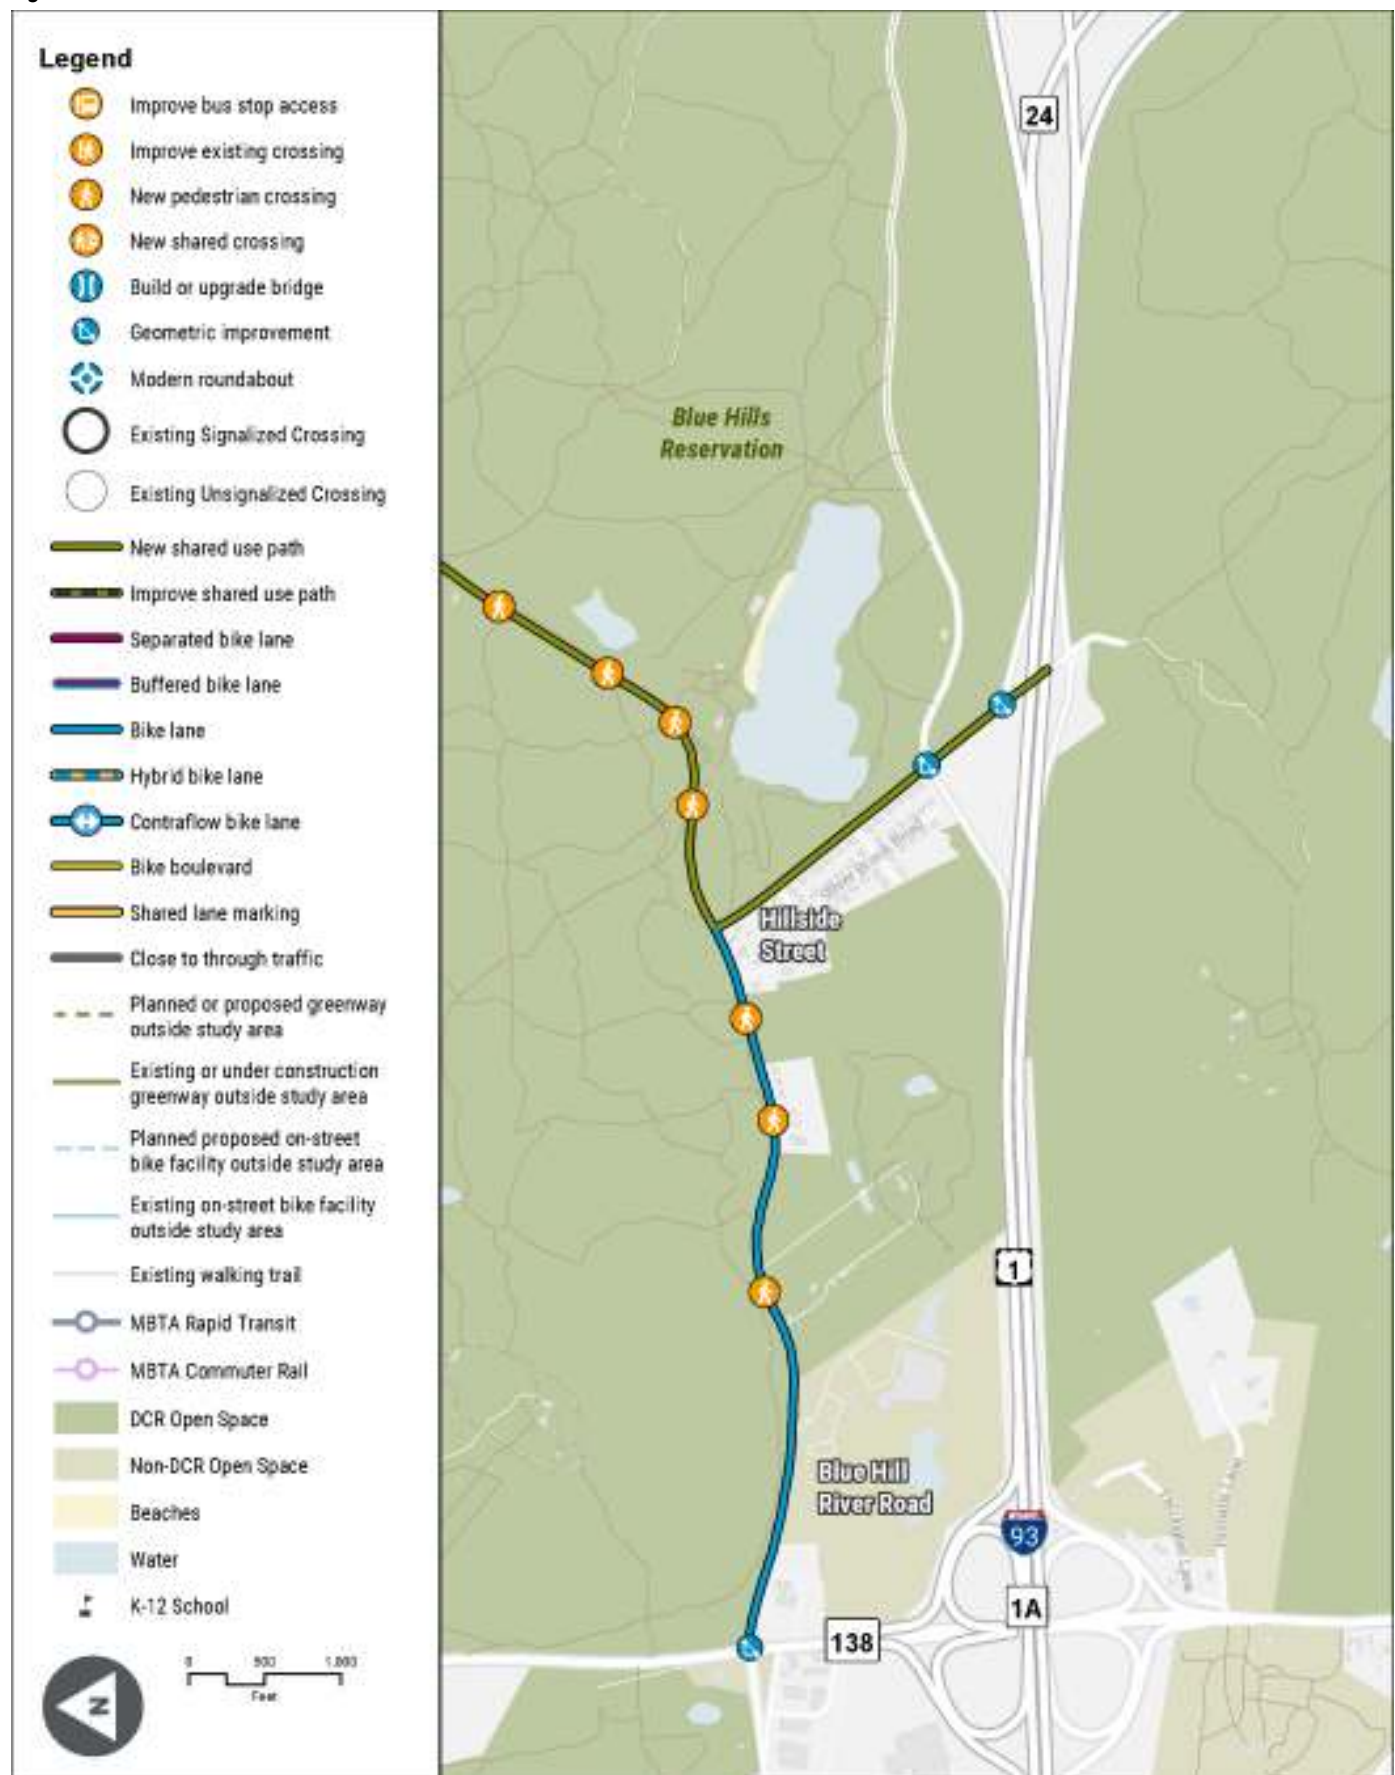 Legend
Improve bus stop access
Improve existing crossing
New pedestrian crossing
New shared crossing
Build or upgrade bridge
Geometric improvement
Modern roundabout
Existing Signalized Crossing
Existing Unsignalized Crossing
New shared use path
Improve shared use path
Separated bike lane
Buffered bike lane
Bike lane
Hybrid bike lane
Contraflow bike lane
Bike boulevard
Shared lane marking
Close to through traffic
Planned or proposed greenway
outside study area
Existing or under construction
greenway outside study area
Planned proposed on-street
bike facility outside study area
Existing on-street bike facility
outside study area
Existing walking trail
MBTA Rapid Transit
MBTA Commuter Rail
DCR Open Space
Non-DCR Open Space
Beaches
Water
K-12 School
N
0 500 1,000
Feet
24
Blue Hills
Reservation
Hillside
Street
1
Blue Hill
River Road
93
1A
138